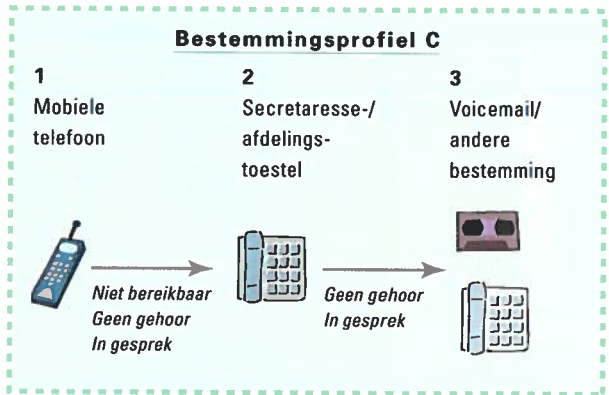 Bestemmingsprofiel C
1
Mobiele
telefoon
2
Secretaresse-/
afdelings-
toestel
3
Voicemail/
andere
bestemming
Niet bereikbaar
Geen gehoor
In gesprek
Geen gehoor
In gesprek